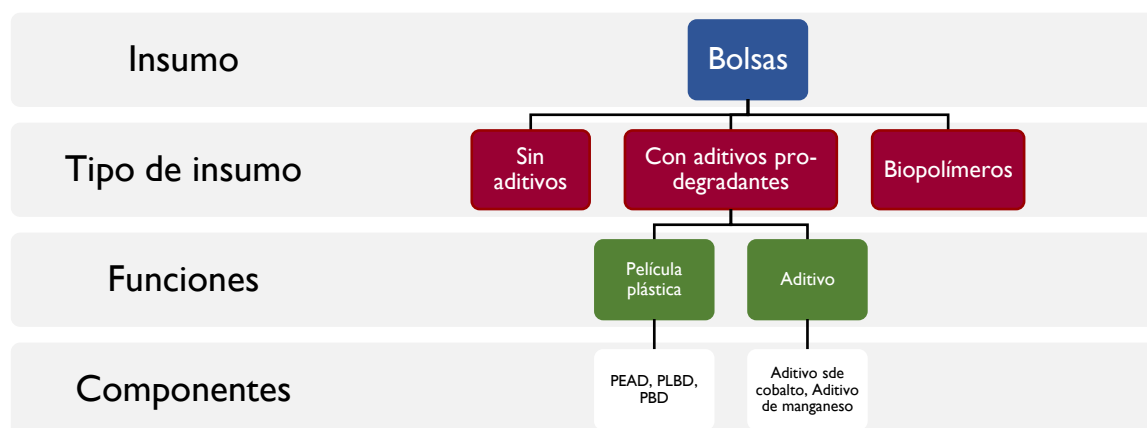 Insumo
Bolsas
Tipo de insumo
Sin
aditivos
Con aditivos pro-
degradantes
Biopolímeros
Funciones
Película
plástica
Aditivo
Componentes
PEAD, PLBD,
PBD
Aditivo sde
cobalto, Aditivo
de manganeso